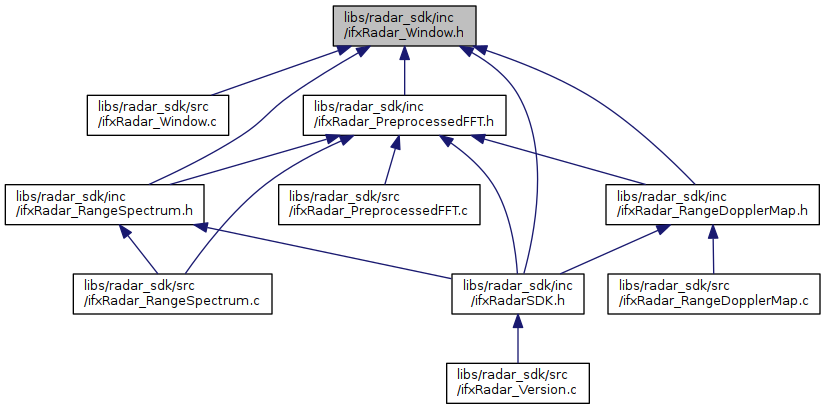 libs/radar_sdk/inc
/ifxRadar_Window.h
libs/radar_sdk/src
/ifxRadar_Window.c
libs/radar_sdk/inc
/ifxRadar_PreprocessedFFT.h
libs/radar_sdk/inc
/ifxRadar_RangeSpectrum.h
libs/radar_sdk/src
/ifxRadar_PreprocessedFFT.c
libs/radar_sdk/inc
/ifxRadar_RangeDopplerMap.h
libs/radar_sdk/src
/ifxRadar_RangeSpectrum.c
libs/radar_sdk/inc
/ifxRadarSDK.h
libs/radar_sdk/src
/ifxRadar_RangeDopplerMap.c
libs/radar_sdk/src
/ifxRadar_Version.c